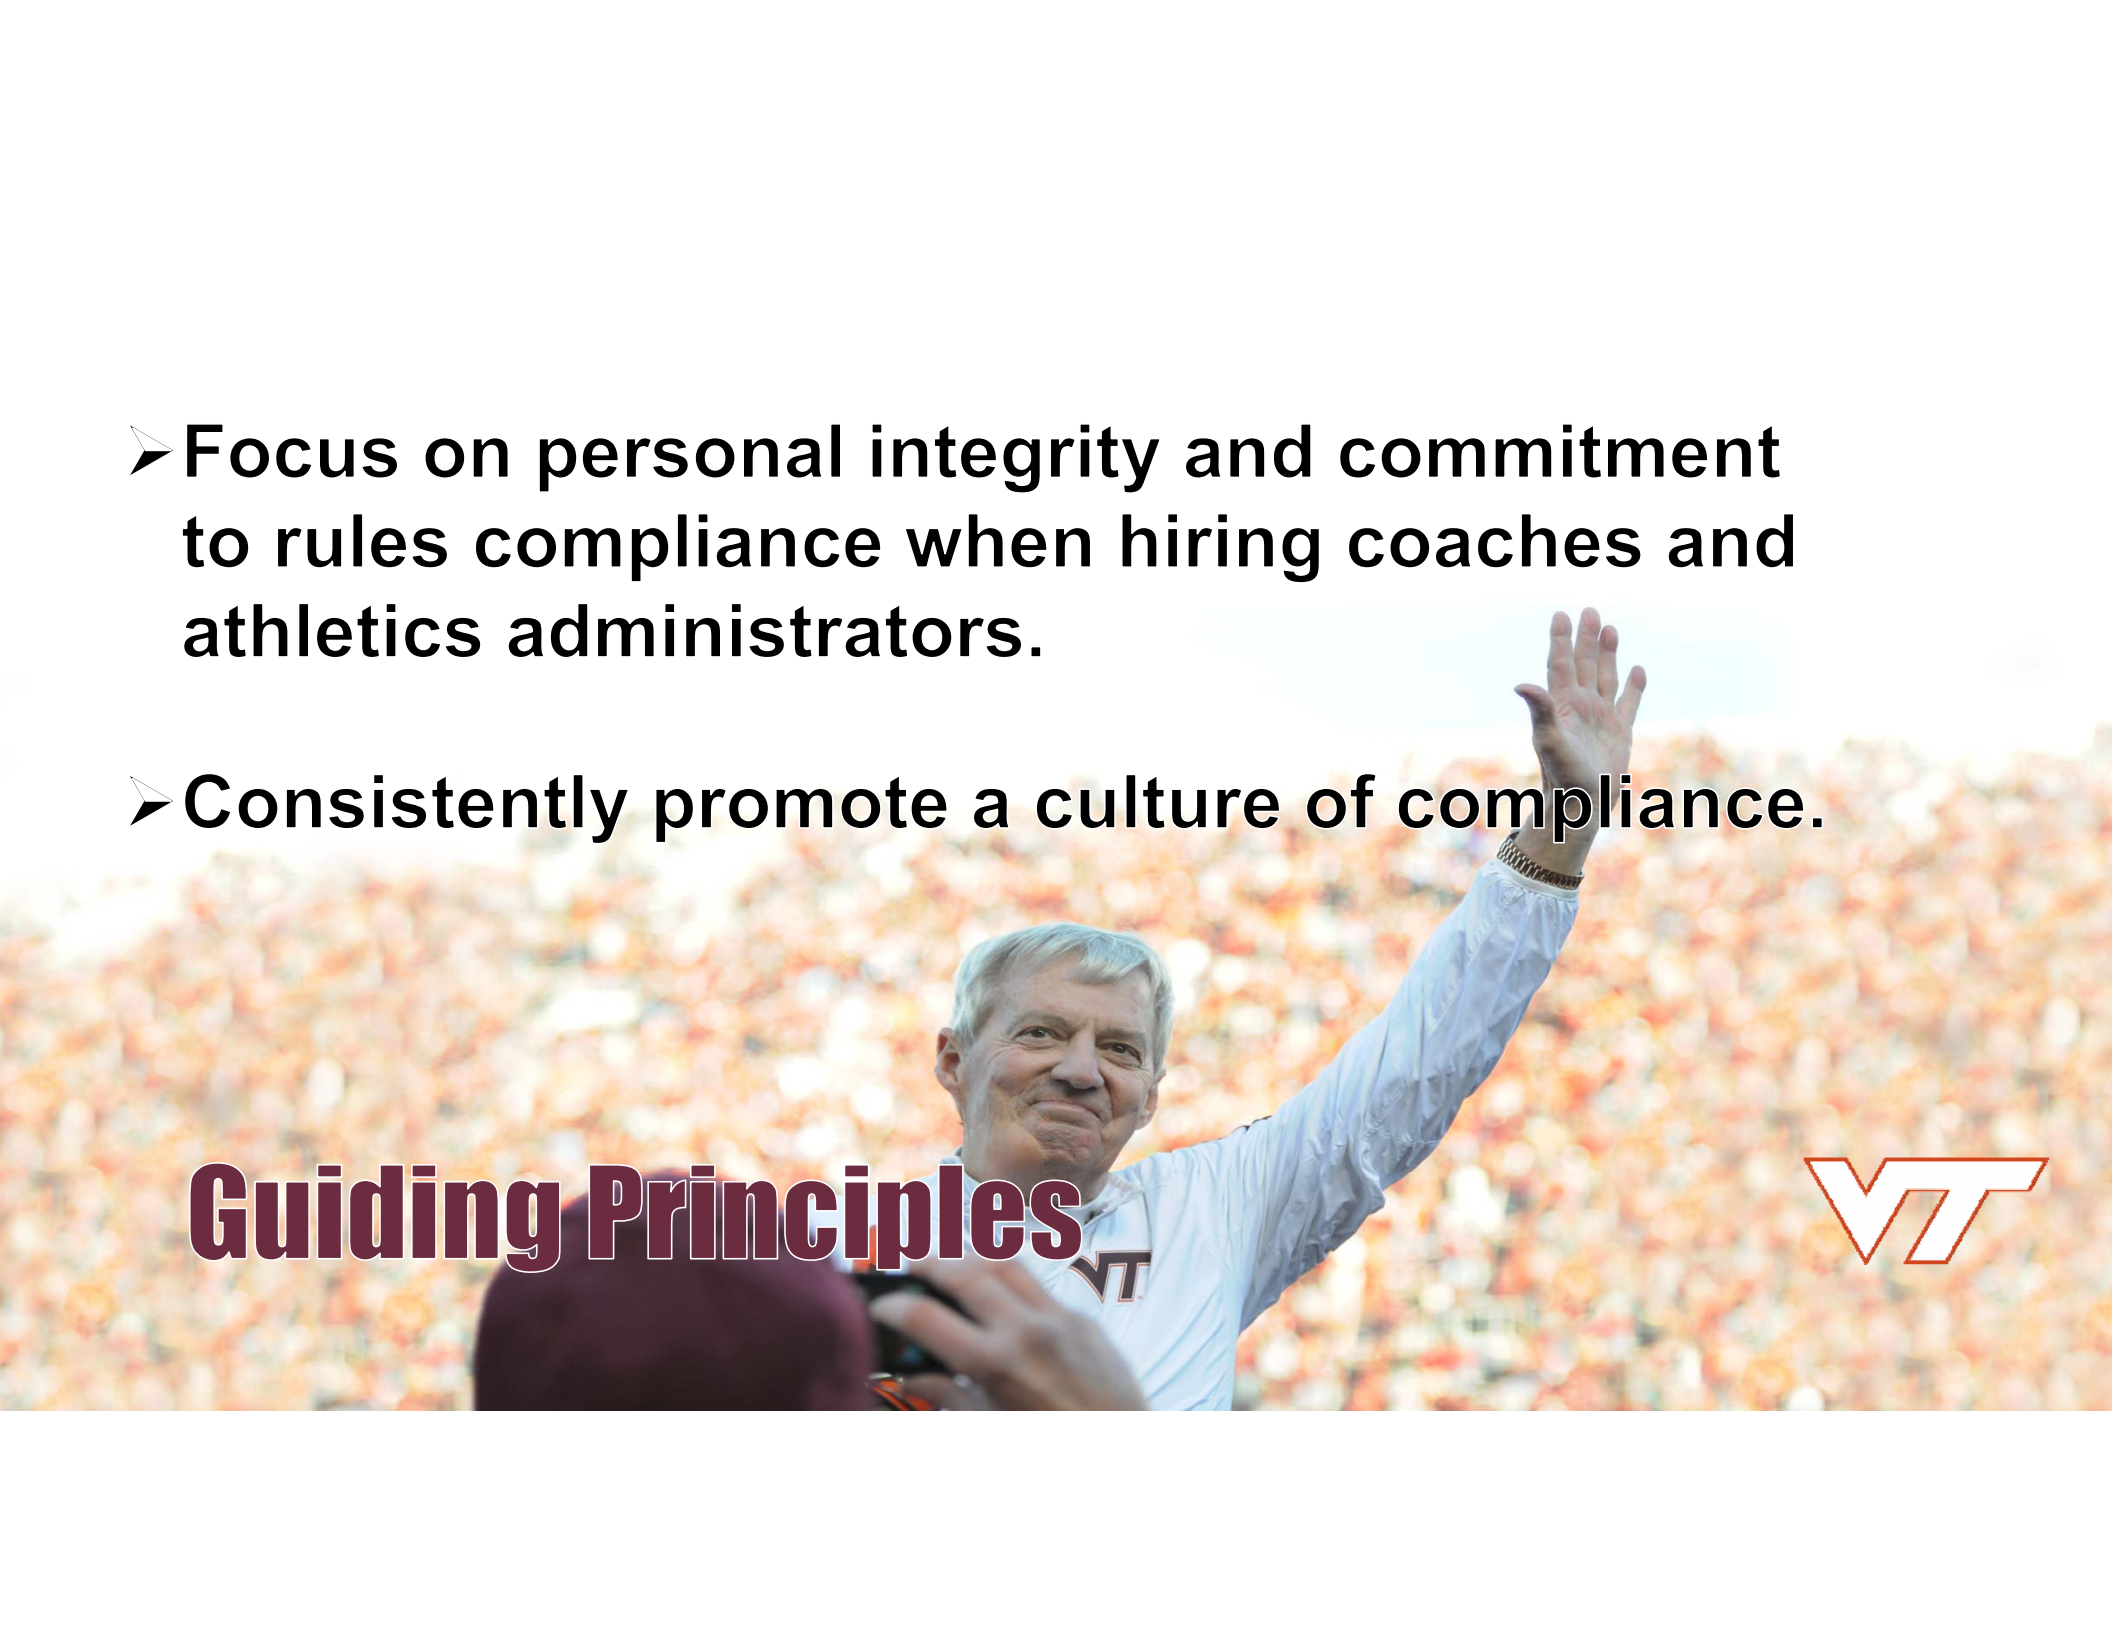 ➢Focus on personal integrity and commitment
to rules compliance when hiring coaches and
athletics administrators.
➢Consistently promote a culture of compliance.
Guiding Principles
VT
VT